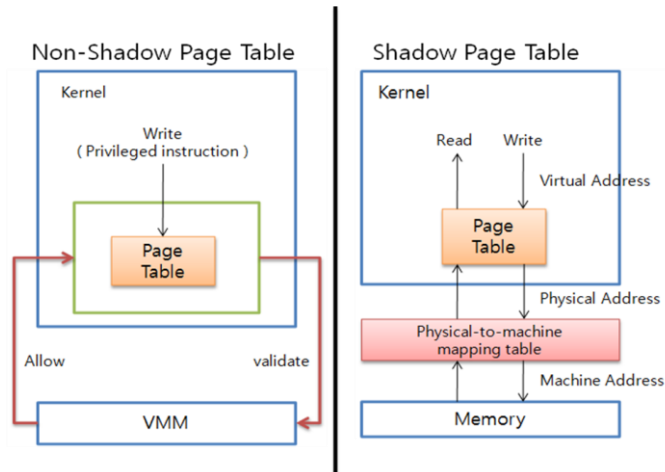 Non-Shadow Page Table
Kernel
Write
( Privileged instruction )
Page
Table
Allow
validate
VMM
Shadow Page Table
Kernel
Read
Write
Virtual Address
Page
Table
Physical Address
Physical-to-machine
mapping table
Machine Address
Memory